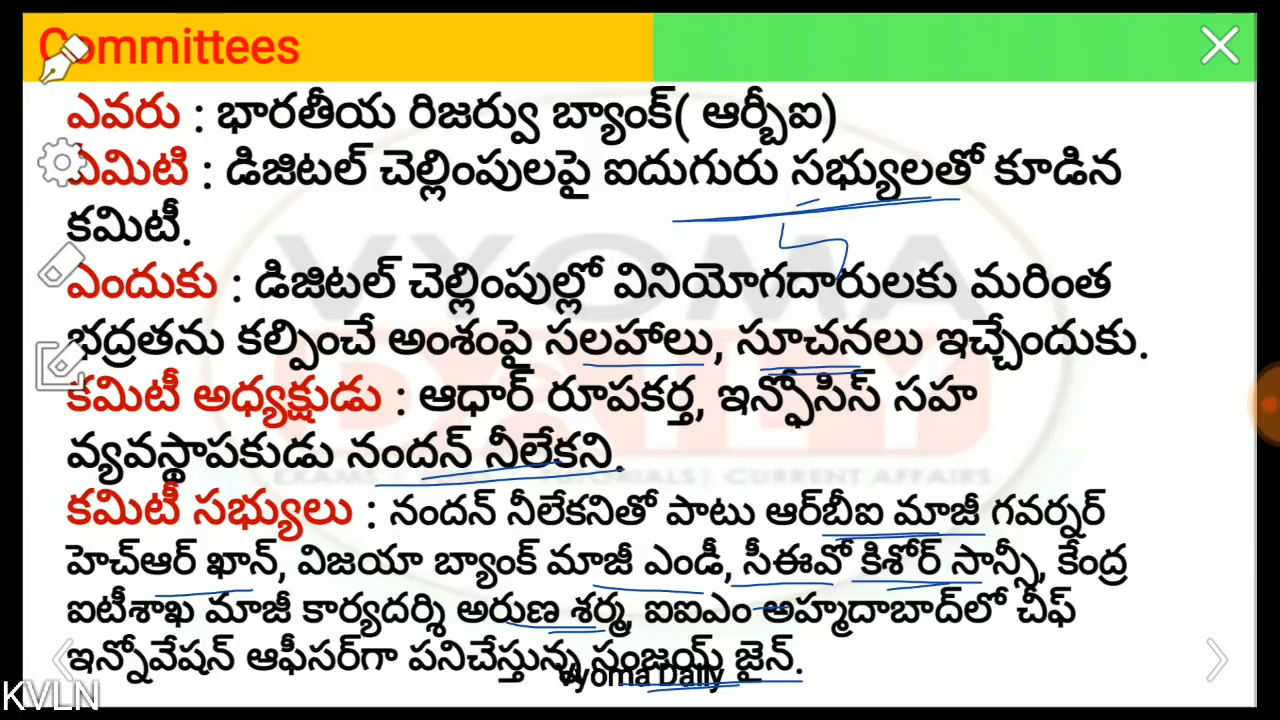 Committees
ఎవరు : భారతీయ రిజర్వు బ్యాంక్( ఆర్బీఐ)
ఏమిటి : డిజిటల్ చెల్లింపులపై ఐదుగురు సభ్యులతో కూడిన
కమిటీ.
ఎందుకు : డిజిటల్ చెల్లింపుల్లో వినియోగదారులకు మరింత
భద్రతను కల్పించే అంశంపై సలహాలు, సూచనలు ఇచ్చేందుకు.
కమిటీ అధ్యక్షుడు : ఆధార్ రూపకర్త, ఇన్ఫోసిస్ సహ
వ్యవస్థాపకుడు నందన్ నీలేకని.
కమిటీ సభ్యులు : నందన్ నీలేకనితో పాటు ఆర్‌బీఐ మాజీ గవర్నర్
హెచ్ఆర్ ఖాన్, విజయా బ్యాంక్ మాజీ ఎండీ, సీఈవో కిశోర్ సాన్సీ, కేంద్ర
ఐటీశాఖ మాజీ కార్యదర్శి అరుణ శర్మ, ఐఐఎం అహ్మదాబాద్‌లో చీఫ్
ఇన్నోవేషన్ ఆఫీసర్‌గా పనిచేస్తున్న సంజయ్ జైన్.
Vyoma Daily
KVLN
VYOMA
DAILY